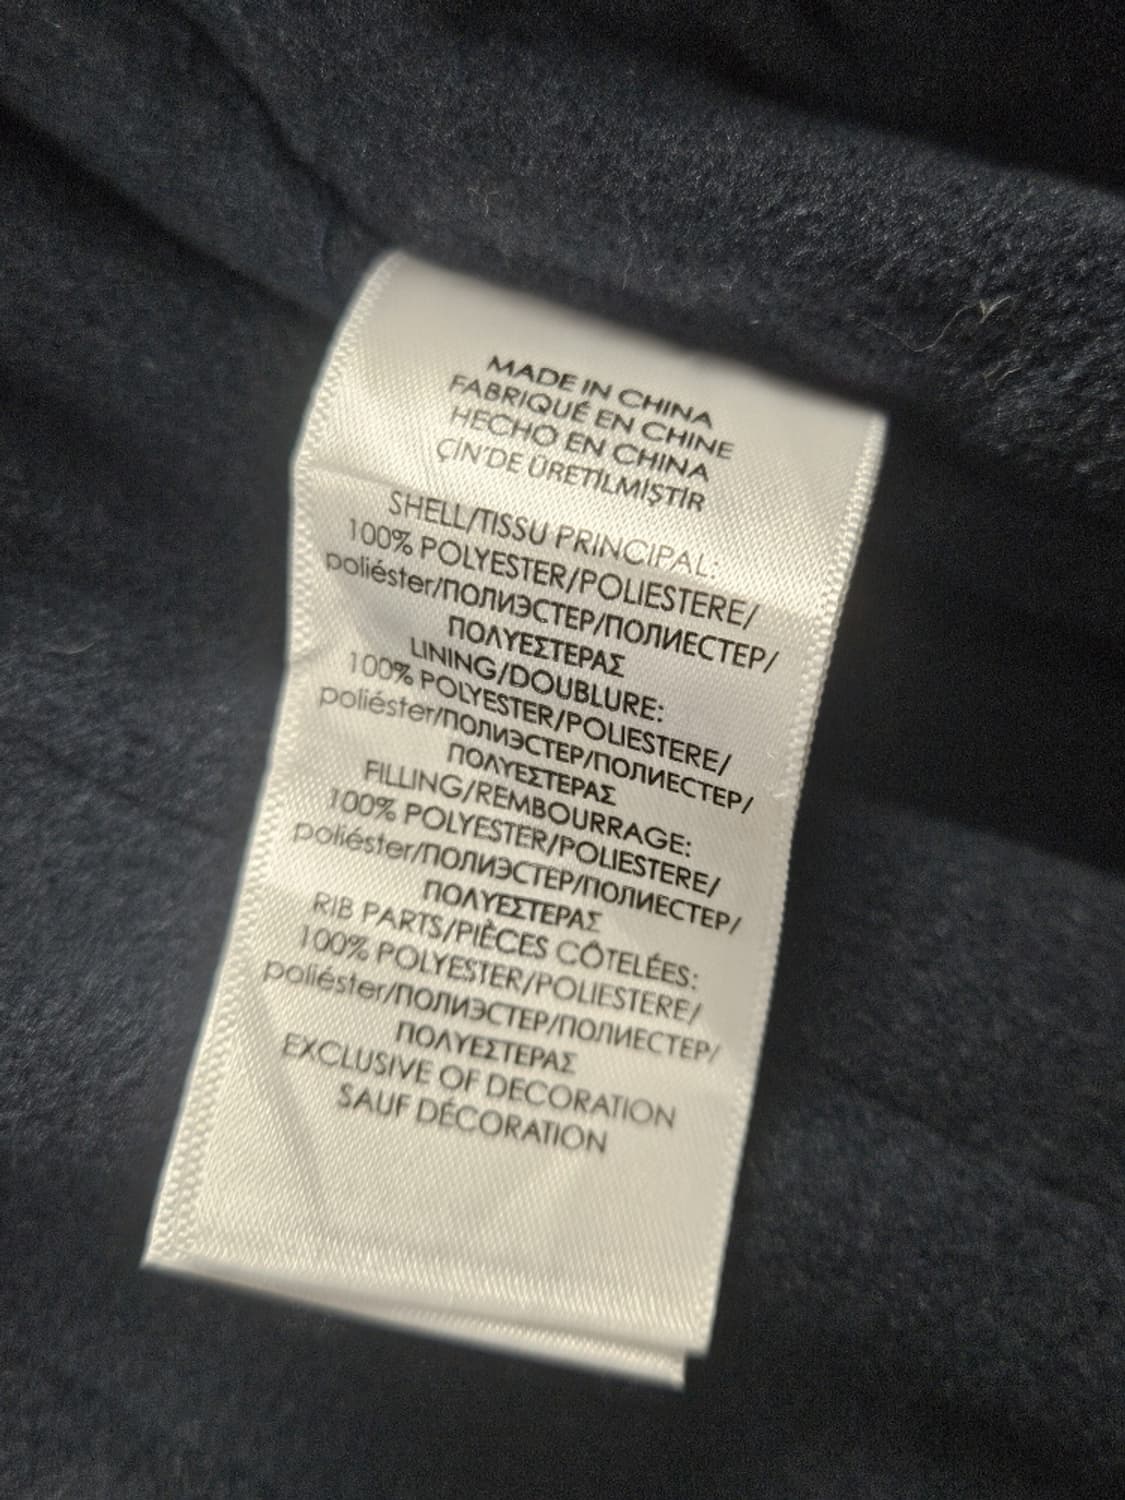 MADE IN CHINA
FABRIQUÉ EN CHINE
HECHO EN CHINA
ÇİN'DE ÜRETİLMİŞTİR
SHELL/TISSU PRINCIPAL:
100% POLYESTER/POLIESTERE/
poliéster/ПОЛИЭСТЕР/ПОЛИЕСТЕР/
ΠΟΛΥΕΣΤΕΡΑΣ
LINING/DOUBLURE:
100% POLYESTER/POLIESTERE/
poliéster/ПОЛИЭСТЕР/ПОЛИЕСТЕР/
ΠΟΛΥΕΣΤΕΡΑΣ
FILLING/REMBOURRAGE:
100% POLYESTER/POLIESTERE/
poliéster/ПОЛИЭСТЕР/ПОЛИЕСТЕР/
ΠΟΛΥΕΣΤΕΡΑΣ
RIB PARTS/PIÈCES CÔTELÉES:
100% POLYESTER/POLIESTERE/
poliéster/ПОЛИЭСТЕР/ПОЛИЕСТЕР/
ΠΟΛΥΕΣΤΕΡΑΣ
EXCLUSIVE OF DECORATION
SAUF DÉCORATION